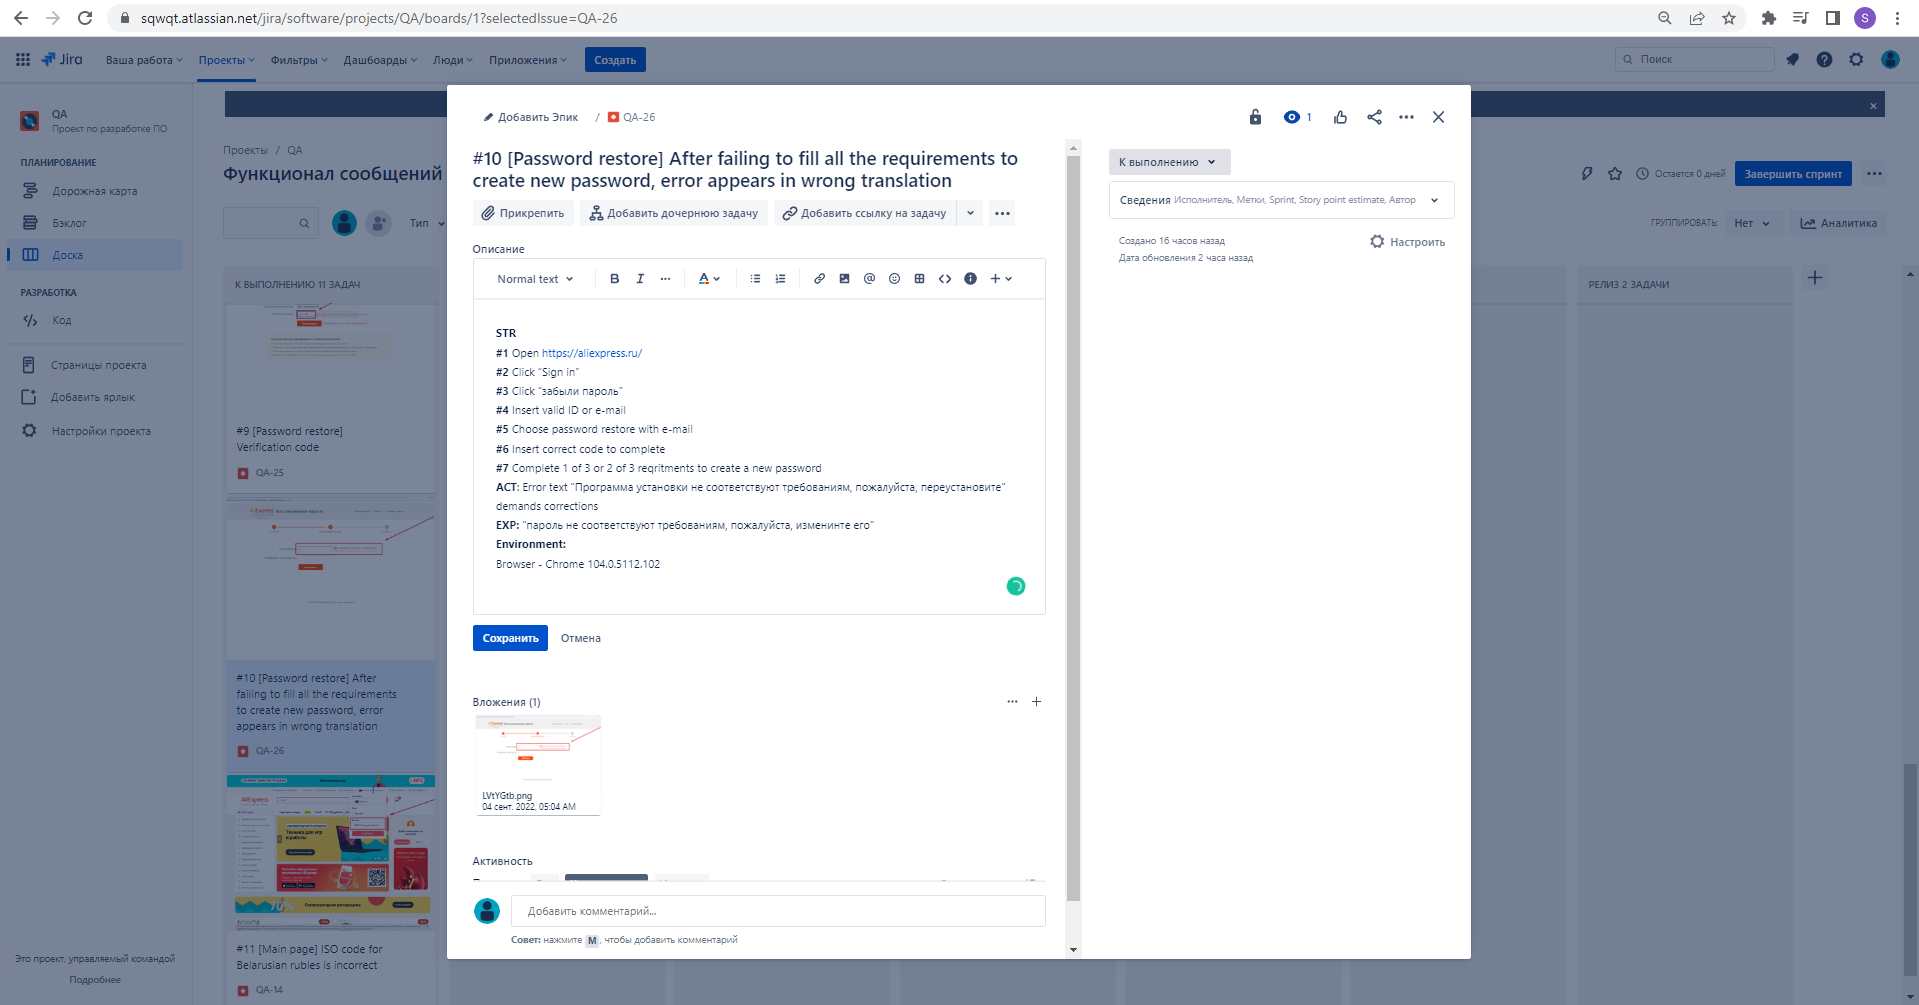 sqwqt.atlassian.net/jira/software/projects/QA/boards/1?selectedIssue=QA-26
S
Jira
Ваша работа
Проекты
Фильтры
Дашборды
Люди
Приложения
Создать
Поиск
QA
Проект по разработке ПО
ПЛАНИРОВАНИЕ
Дорожная карта
Бэклог
Доска
РАЗРАБОТКА
Код
Страницы проекта
Добавить ярлык
Настройки проекта
Это проект, управляемый командой
Подробнее
Проекты / QA
Функционал сообщений
Тип
К ВЫПОЛНЕНИЮ 11 ЗАДАЧ
#9 [Password restore]
Verification code
QA-25
#10 [Password restore] After
failing to fill all the requirements
to create new password, error
appears in wrong translation
QA-26
AliExpress
70%
#11 [Main page] ISO code for
Belarusian rubles is incorrect
QA-14
Добавить Эпик / QA-26
1
#10 [Password restore] After failing to fill all the requirements to
create new password, error appears in wrong translation
Прикрепить
Добавить дочернюю задачу
Добавить ссылку на задачу
Описание
Normal text
B I A
STR
#1 Open https://aliexpress.ru/
#2 Click “Sign in”
#3 Click “забыли пароль”
#4 Insert valid ID or e-mail
#5 Choose password restore with e-mail
#6 Insert correct code to complete
#7 Complete 1 of 3 or 2 of 3 reqritments to create a new password
ACT: Error text “Программа установки не соответствуют требованиям, пожалуйста, переустановите”
demands corrections
EXP: “пароль не соответствуют требованиям, пожалуйста, измениnте его”
Environment:
Browser - Chrome 104.0.5112.102
Сохранить
Отмена
Вложения (1)
LVtYGtb.png
04 сент. 2022, 05:04 AM
Активность
Добавить комментарий...
Совет: нажмите M, чтобы добавить комментарий
К выполнению
Сведения Исполнитель, Метки, Sprint, Story point estimate, Автор
Создано 16 часов назад
Дата обновления 2 часа назад
Настроить
Остается 0 дней
Завершить спринт
ГРУППИРОВАТЬ:
Нет
Аналитика
РЕЛИЗ 2 ЗАДАЧИ